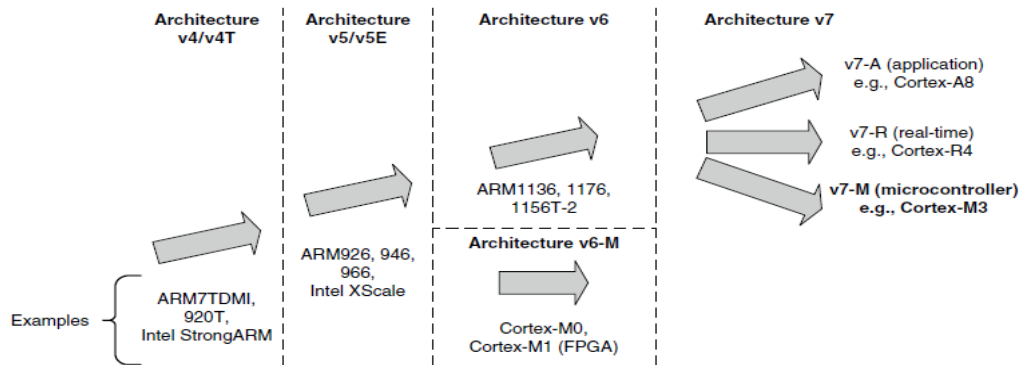 Architecture
v4/v4T
Architecture
v5/v5E
Architecture v6
Architecture v7
v7-A (application)
e.g., Cortex-A8
v7-R (real-time)
e.g., Cortex-R4
v7-M (microcontroller)
e.g., Cortex-M3
ARM1136, 1176,
1156T-2
Architecture v6-M
Cortex-M0,
Cortex-M1 (FPGA)
ARM926, 946,
966,
Intel XScale
Examples
ARM7TDMI,
920T,
Intel StrongARM